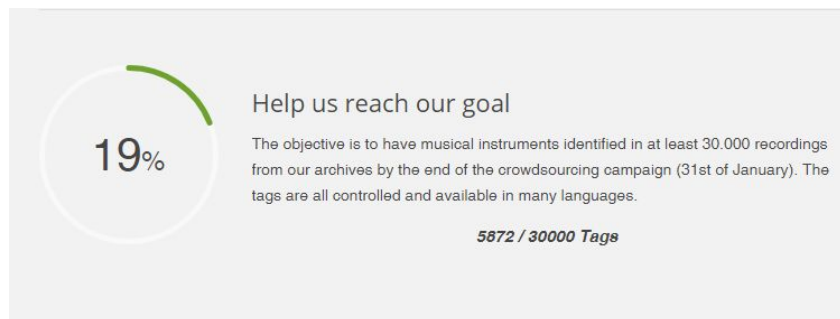 19%
Help us reach our goal
The objective is to have musical instruments identified in at least 30.000 recordings
from our archives by the end of the crowdsourcing campaign (31st of January). The
tags are all controlled and available in many languages.
5872 / 30000 Tags